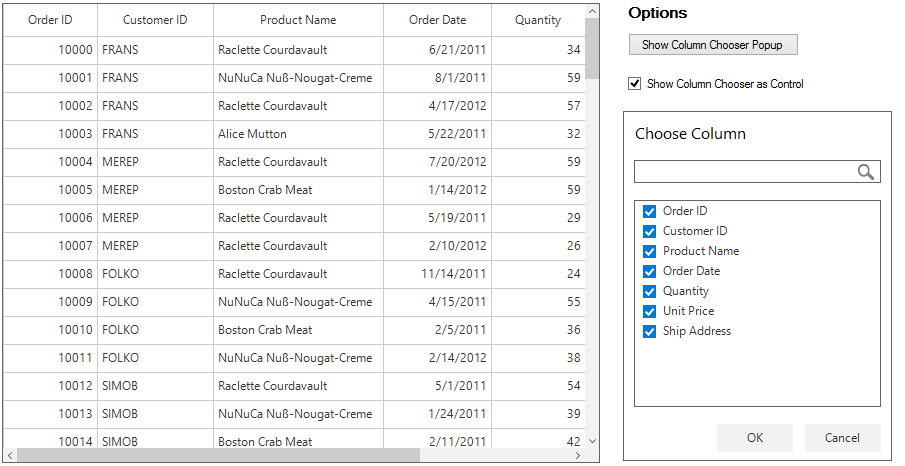 Order ID Customer ID Product Name Order Date Quantity
10000 FRANS Raclette Courdavault 6/21/2011 34
10001 FRANS NuNuCa Nuß-Nougat-Creme 8/1/2011 59
10002 FRANS Raclette Courdavault 4/17/2012 57
10003 FRANS Alice Mutton 5/22/2011 32
10004 MEREP Raclette Courdavault 7/20/2012 59
10005 MEREP Boston Crab Meat 1/14/2012 59
10006 MEREP Raclette Courdavault 5/19/2011 29
10007 MEREP Raclette Courdavault 2/10/2012 26
10008 FOLKO Raclette Courdavault 11/14/2011 24
10009 FOLKO NuNuCa Nuß-Nougat-Creme 4/15/2011 55
10010 FOLKO Boston Crab Meat 2/5/2011 36
10011 FOLKO NuNuCa Nuß-Nougat-Creme 2/14/2012 38
10012 SIMOB Raclette Courdavault 5/1/2011 54
10013 SIMOB NuNuCa Nuß-Nougat-Creme 1/24/2011 39
10014 SIMOB Boston Crab Meat 2/11/2011 42
Options
Show Column Chooser Popup
Show Column Chooser as Control
Choose Column
Order ID
Customer ID
Product Name
Order Date
Quantity
Unit Price
Ship Address
OK Cancel